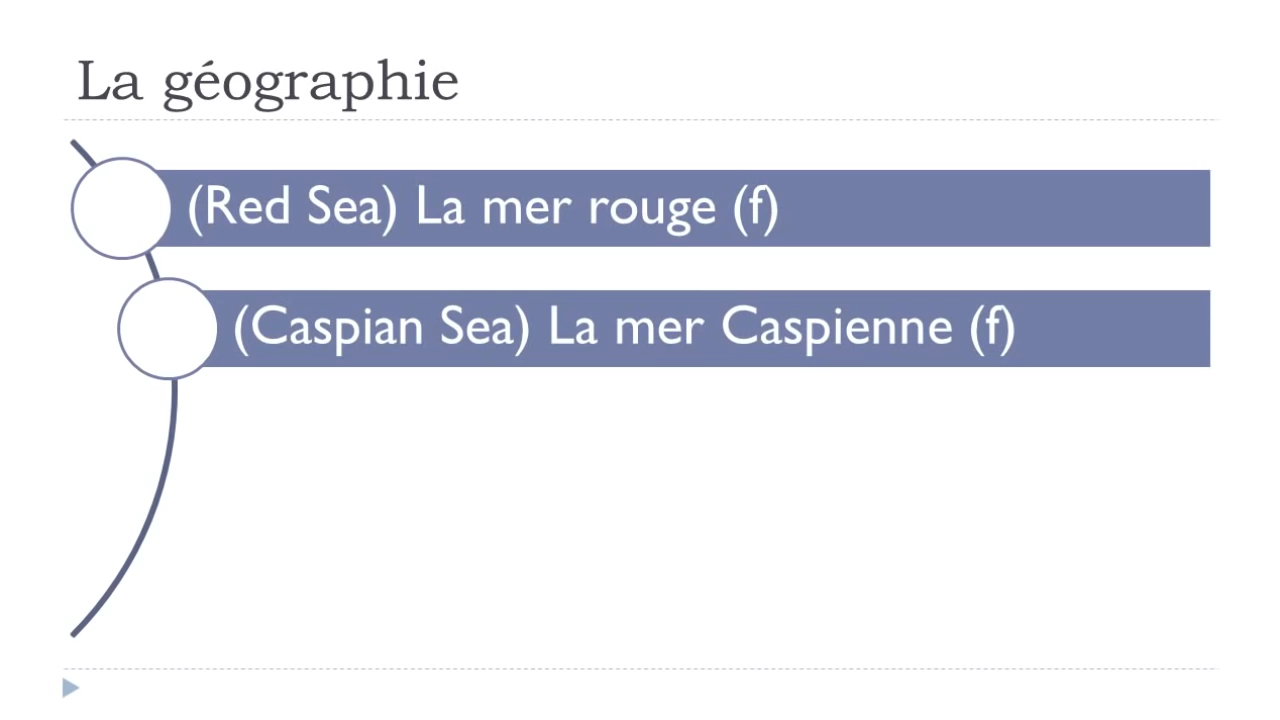 La géographie
(Red Sea) La mer rouge (f)
(Caspian Sea) La mer Caspienne (f)